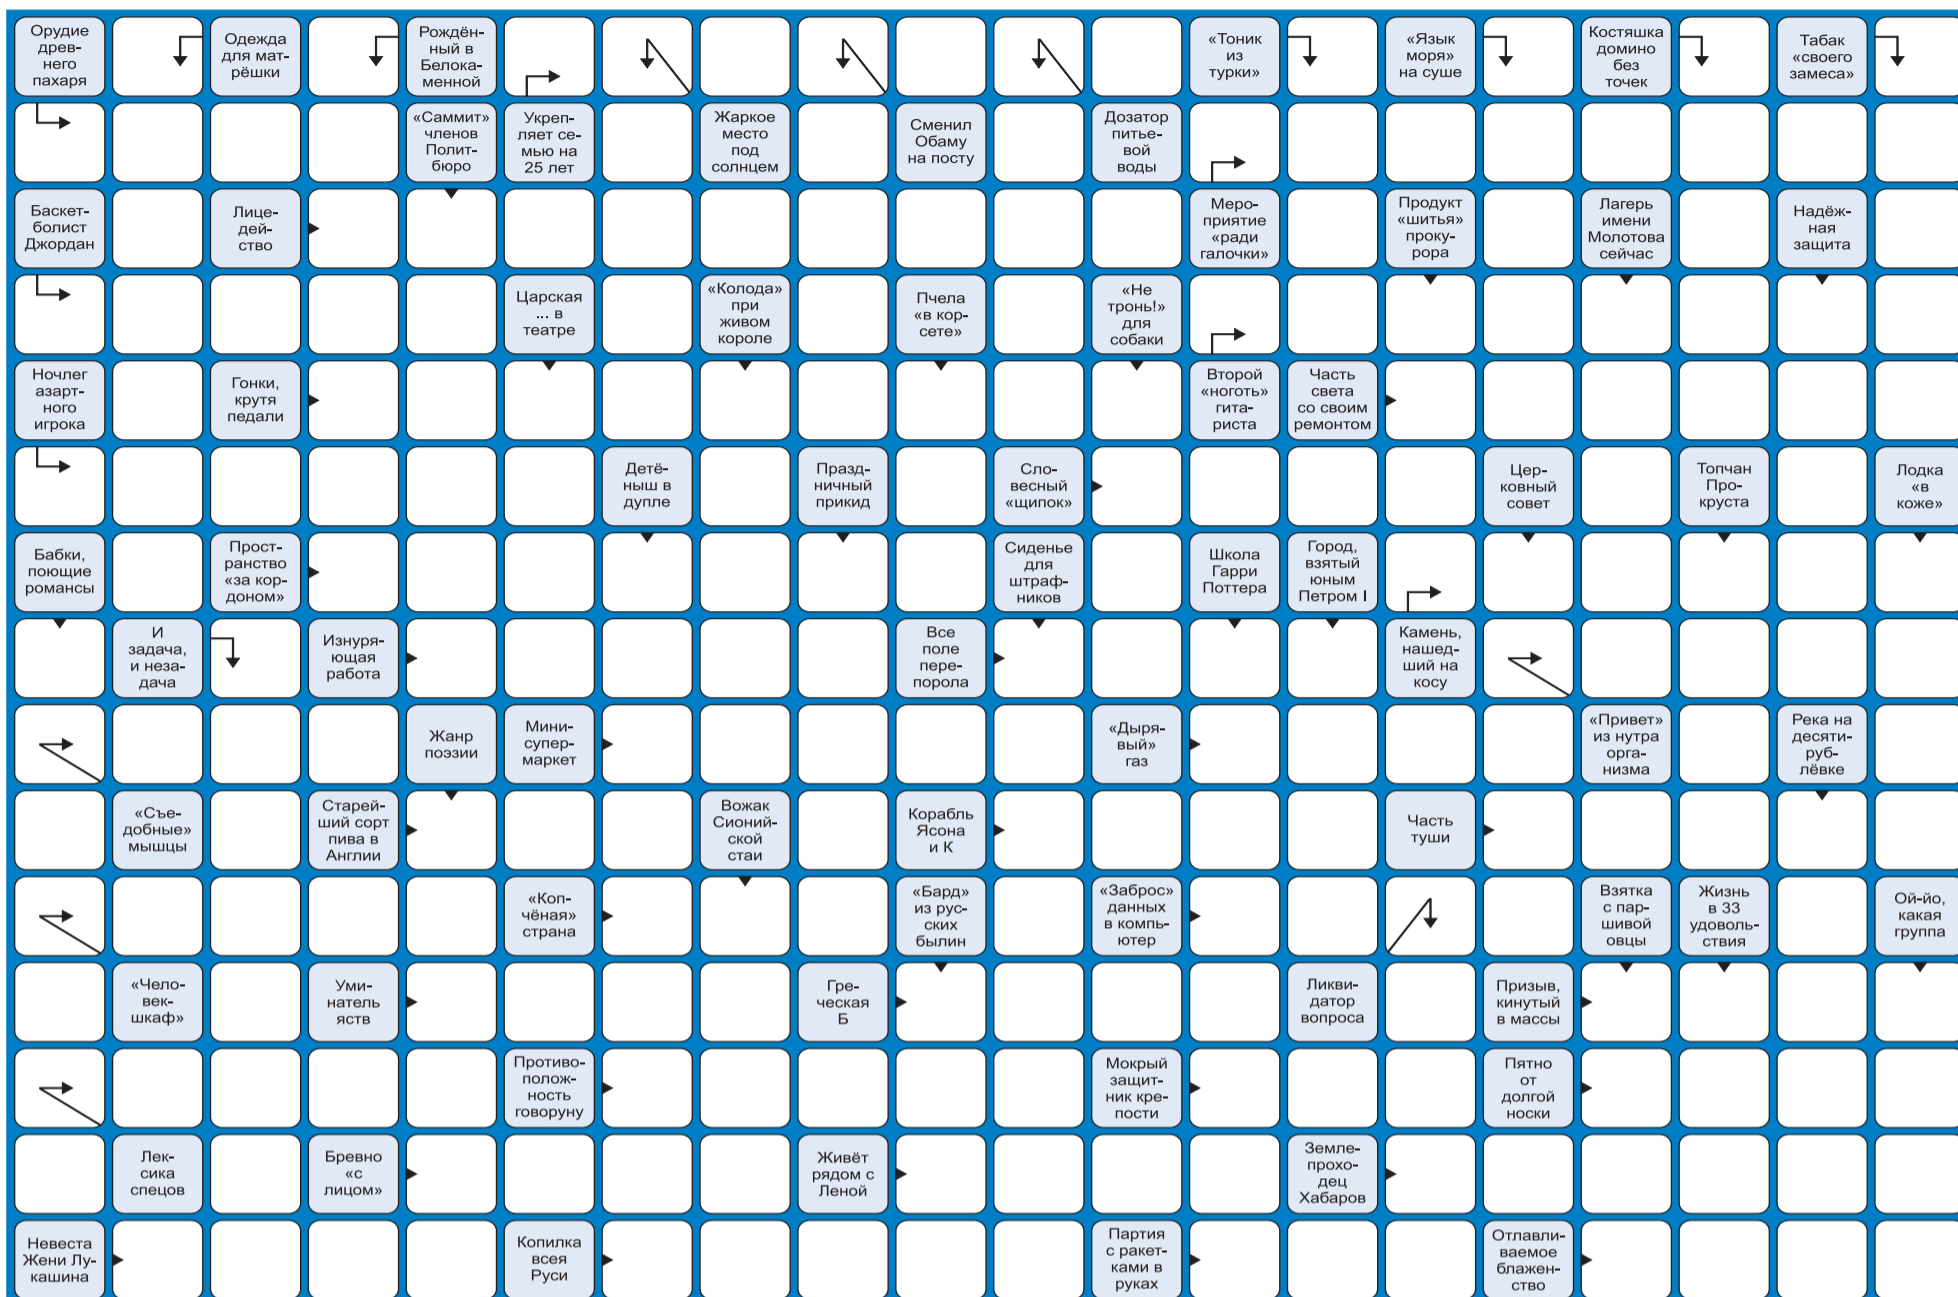 Орудие
древ-
него
пахаря
Одежда
для мат-
рёшки
Рождён-
ный в
Белока-
менной
«Тоник
из
турки»
«Язык
моря»
на суше
Костяшка
домино
без
точек
Табак
«своего
замеса»
«Саммит»
членов
Полит-
бюро
Укреп-
ляет се-
мью на
25 лет
Жаркое
место
под
солнцем
Сменил
Обаму
на посту
Дозатор
питье-
вой
воды
Баскет-
болист
Джордан
Лице-
дей-
ство
Меро-
приятие
«ради
галочки»
Продукт
«шитья»
проку-
рора
Лагерь
имени
Молотова
сейчас
Надёж-
ная
защита
Царская
... в
театре
«Колода»
при
живом
короле
Пчела
«в кор-
сете»
«Не
тронь!»
для
собаки
Ночлег
азарт-
ного
игрока
Гонки,
крутя
педали
Второй
«ноготь»
гита-
риста
Часть
света
со своим
ремонтом
Детё-
ныш в
дупле
Празд-
ничный
прикид
Сло-
весный
«щипок»
Цер-
ковный
совет
Топчан
Про-
круста
Лодка
«в
коже»
Бабки,
поющие
романсы
Прост-
ранство
«за кор-
доном»
Сиденье
для
штраф-
ников
Школа
Гарри
Поттера
Город,
взятый
юным
Петром I
И
задача,
и неза-
дача
Изнуря-
ющая
работа
Все
поле
пере-
порола
Камень,
нашед-
ший на
косу
Жанр
поэзии
Мини-
супер-
маркет
«Дыря-
вый»
газ
«Привет»
из нутра
орга-
низма
Река на
десяти-
руб-
лёвке
«Съе-
добные»
мышцы
Старей-
ший сорт
пива в
Англии
Вожак
Сионий-
ской
стаи
Корабль
Ясона
и К
Часть
туши
«Коп-
чёная»
страна
«Бард»
из рус-
ских
былин
«Заброс»
данных
в компь-
ютер
Взятка
с пар-
шивой
овцы
Жизнь
в 33
удоволь-
ствия
Ой-йо,
какая
группа
«Чело-
век-
шкаф»
Уми-
натель
яств
Гре-
ческая
Б
Ликви-
датор
вопроса
Призыв,
кинутый
в массы
Противо-
полож-
ность
говоруну
Мокрый
защит-
ник кре-
пости
Пятно
от
долгой
носки
Лек-
сика
спецов
Бревно
«с
лицом»
Живёт
рядом с
Леной
Земле-
прохо-
дец
Хабаров
Невеста
Жени Лу-
кашина
Копилка
всея
Руси
Партия
с ракет-
ками в
руках
Отлавли-
ваемое
блажен-
ство